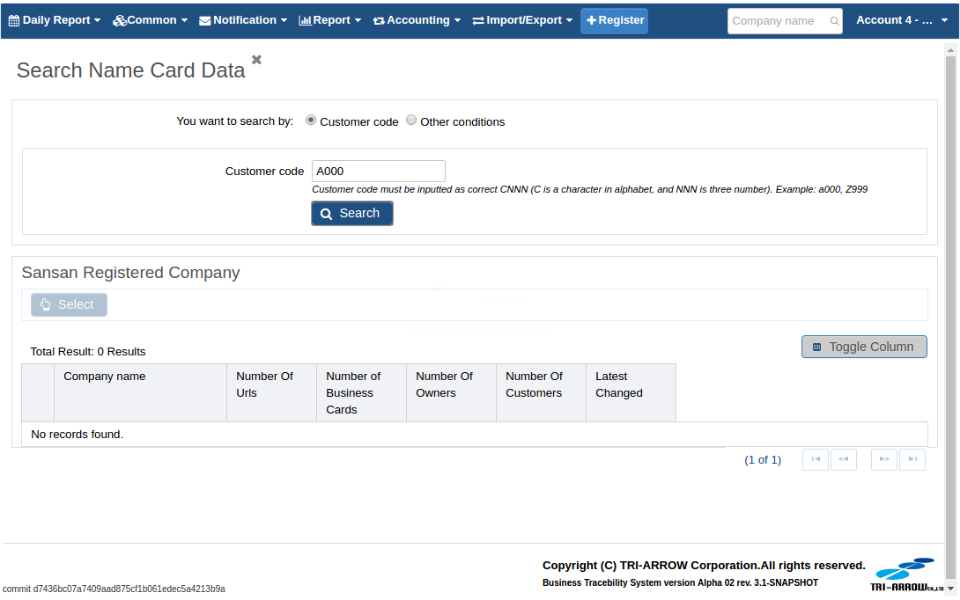 Daily Report Common Notification Report Accounting Import/Export Register Company name Account 4 - ...
Search Name Card Data
You want to search by: Customer code Other conditions
Customer code A000
Customer code must be inputted as correct CNNN (C is a character in alphabet, and NNN is three number). Example: a000, Z999
Search
Sansan Registered Company
Select
Total Result: 0 Results
Toggle Column
Company name Number Of Urls Number of Business Cards Number Of Owners Number Of Customers Latest Changed
No records found.
(1 of 1)
Copyright (C) TRI-ARROW Corporation.All rights reserved.
Business Tracebility System version Alpha 02 rev. 3.1-SNAPSHOT
TRI-ARROW
commit d7436bc07a7409aad875cf1b061edec5a4213b9a